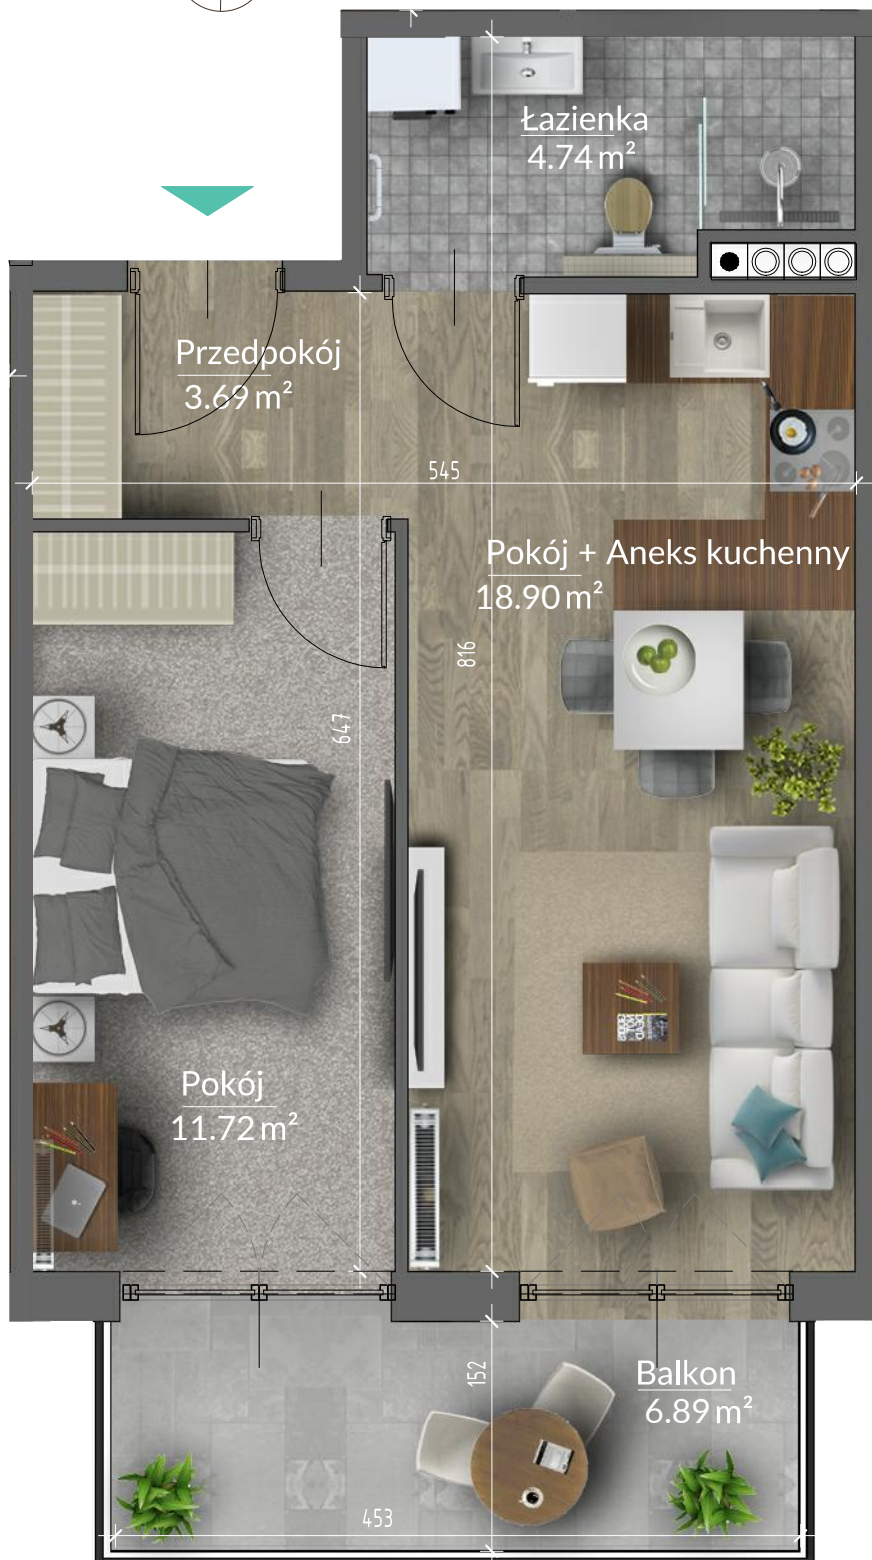 Łazienka
4.74 m²
Przedpokój
3.69 m²
545
Pokój + Aneks kuchenny
18.90 m²
816
647
Pokój
11.72 m²
152
Balkon
6.89 m²
453